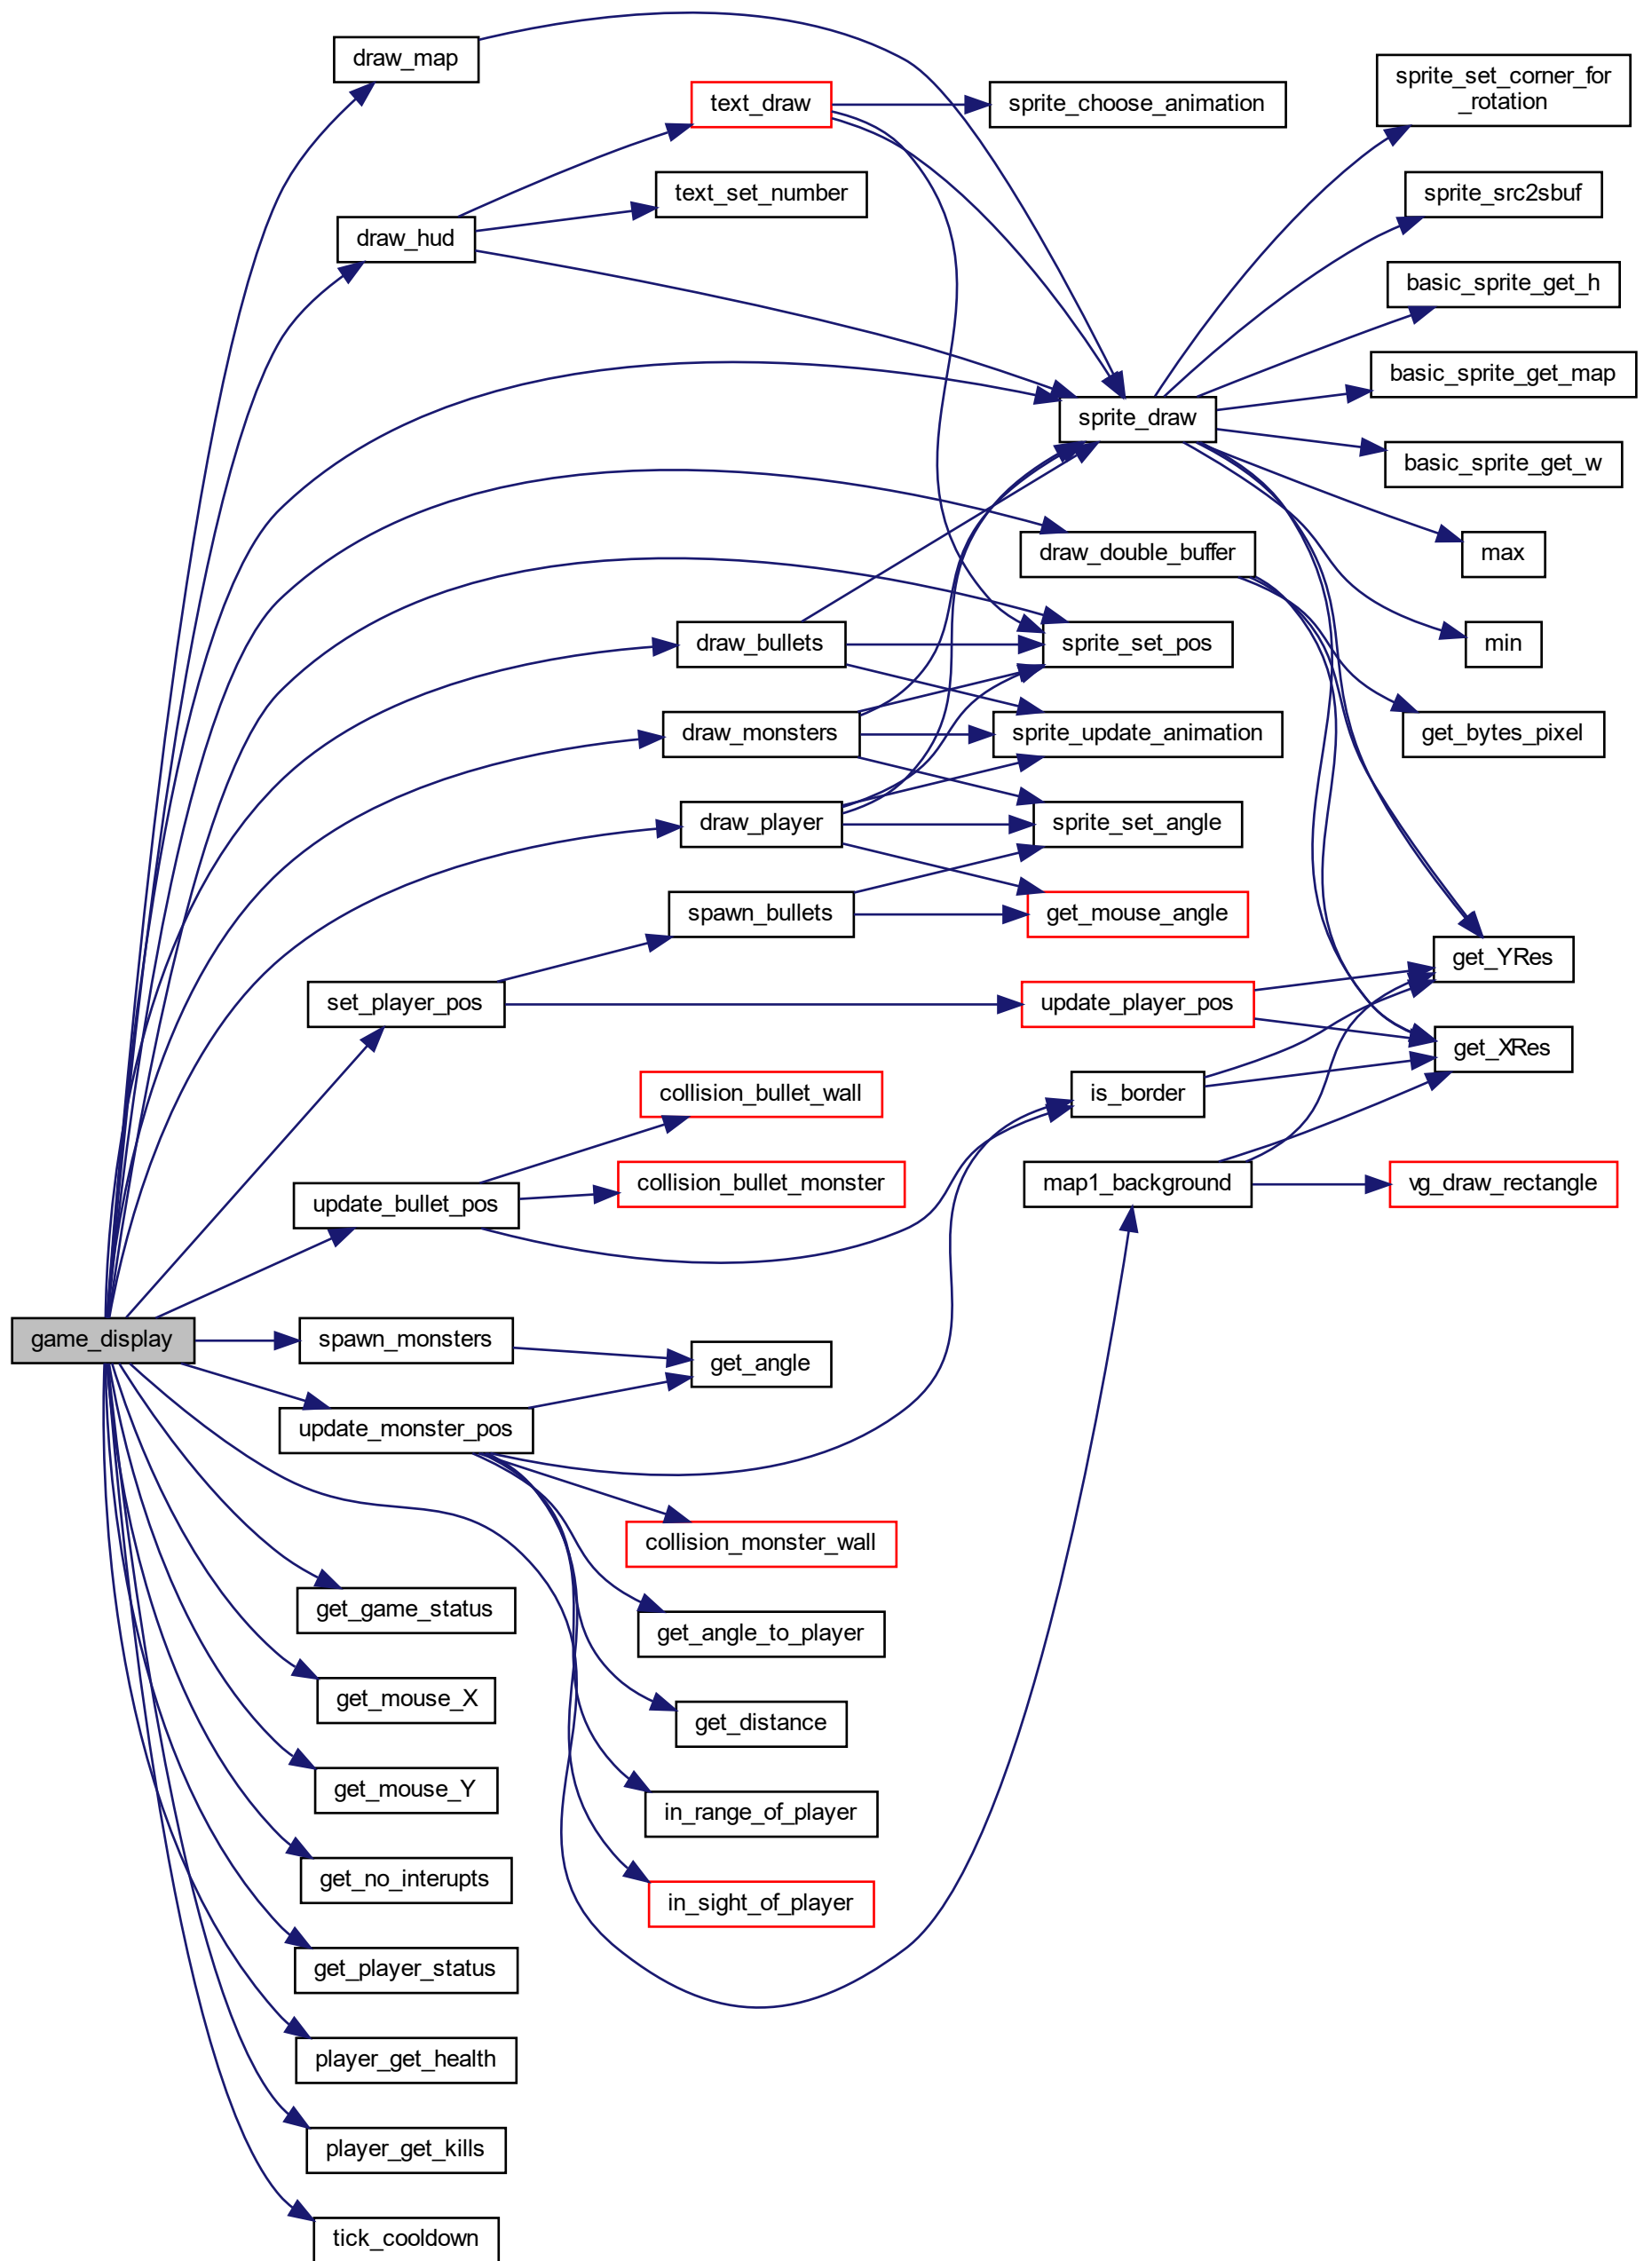 draw_map
sprite_set_corner_for
_rotation
text_draw
sprite_choose_animation
text_set_number
sprite_src2sbuf
draw_hud
basic_sprite_get_h
basic_sprite_get_map
sprite_draw
basic_sprite_get_w
draw_double_buffer
max
draw_bullets
sprite_set_pos
min
draw_monsters
sprite_update_animation
get_bytes_pixel
draw_player
sprite_set_angle
spawn_bullets
get_mouse_angle
get_YRes
set_player_pos
update_player_pos
get_XRes
collision_bullet_wall
is_border
update_bullet_pos
collision_bullet_monster
map1_background
vg_draw_rectangle
game_display
spawn_monsters
get_angle
update_monster_pos
collision_monster_wall
get_game_status
get_angle_to_player
get_mouse_X
get_distance
get_mouse_Y
in_range_of_player
get_no_interupts
in_sight_of_player
get_player_status
player_get_health
player_get_kills
tick_cooldown